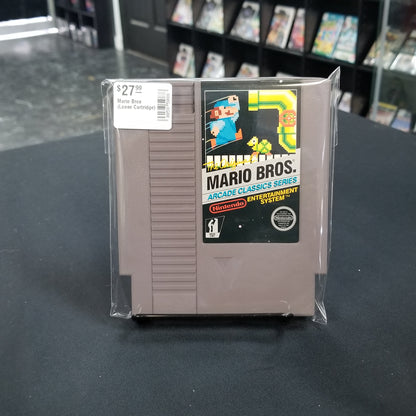 $27.99
Mario Bros
(Loose Cartridge)
MARIO BROS.
ARCADE CLASSICS SERIES
Nintendo
ENTERTAINMENT
SYSTEM